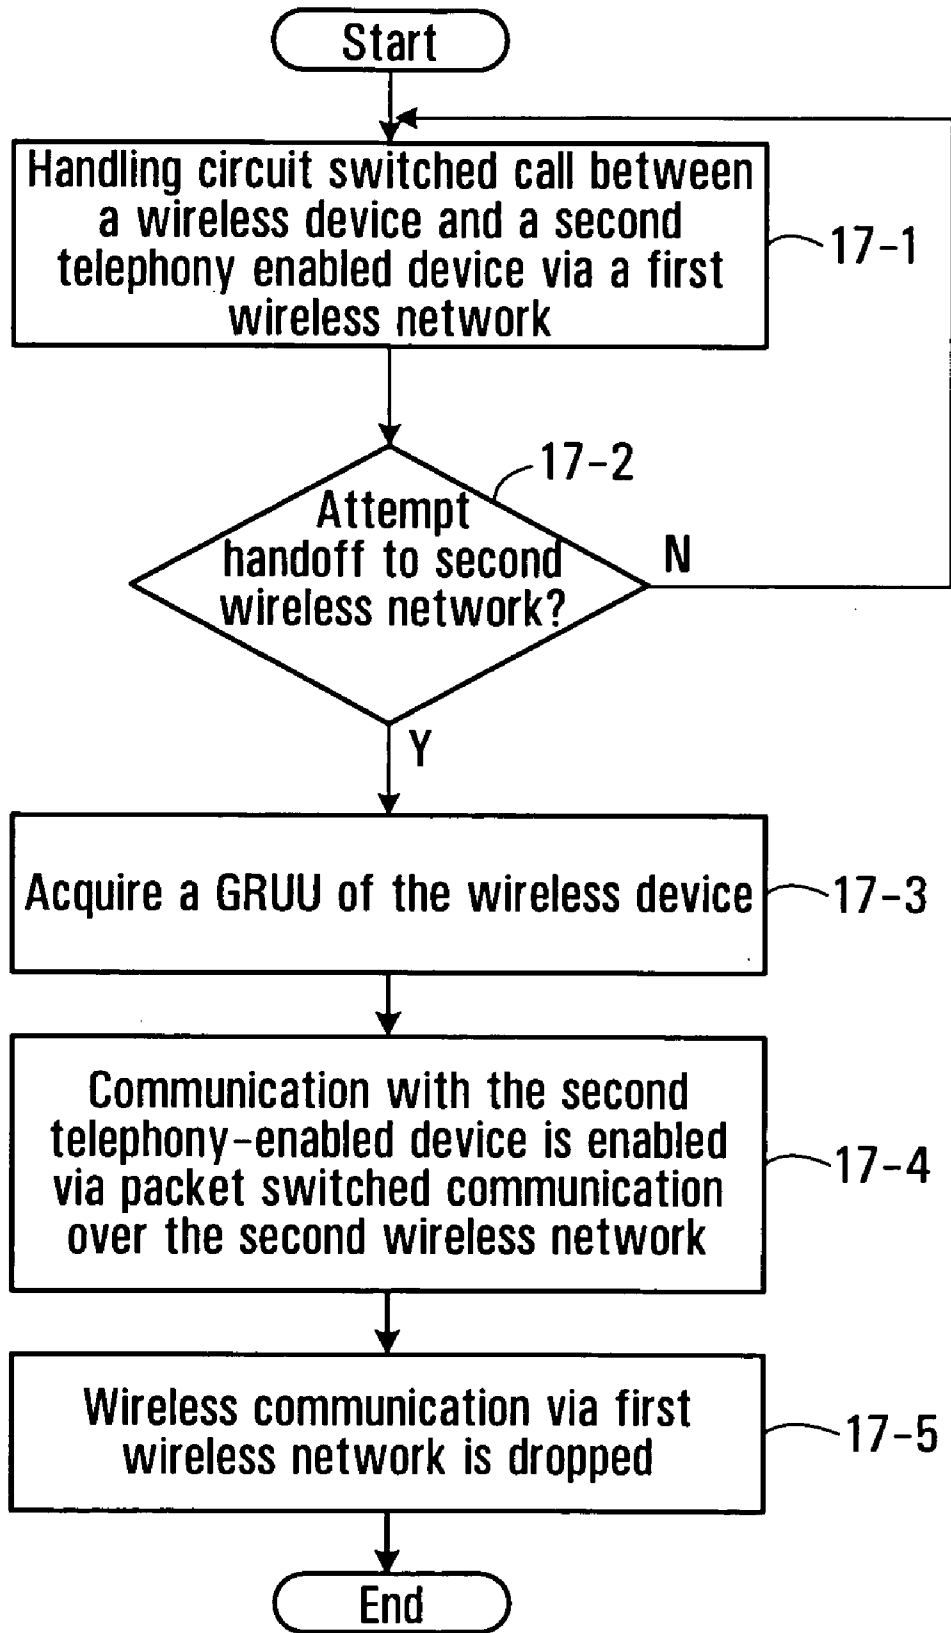 Start
Handling circuit switched call between
a wireless device and a second
telephony enabled device via a first
wireless network
17-1
17-2
Attempt
handoff to second
wireless network?
N
Y
Acquire a GRUU of the wireless device
17-3
Communication with the second
telephony-enabled device is enabled
via packet switched communication
over the second wireless network
17-4
Wireless communication via first
wireless network is dropped
17-5
End